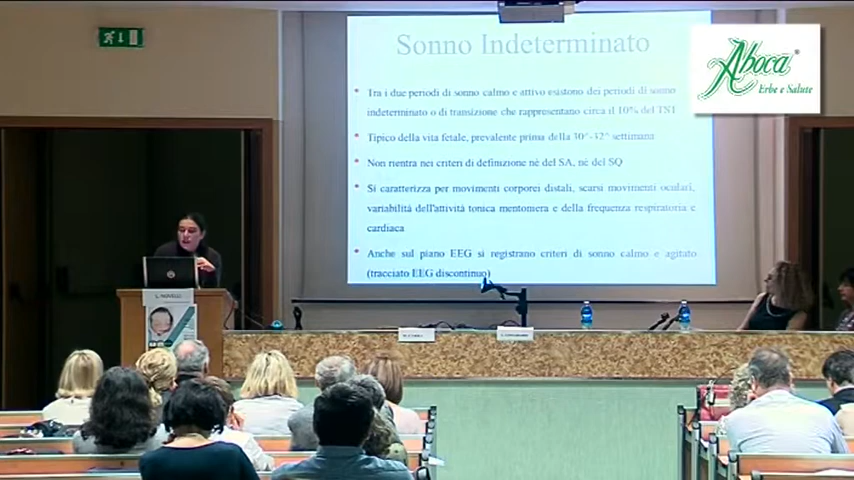 Sonno Indeterminato
Aboca
Erbe e Salute
Tra i due periodi di sonno calmo e attivo esistono dei periodi di sonno
indeterminato o di transizione che rappresentano circa il 10% del TST
Tipico della vita fetale, prevalente prima della 30^-32^ settimana
Non rientra nei criteri di definizione né del SA, né del SQ
Si caratterizza per movimenti corporei distali, scarsi movimenti oculari,
variabilità dell'attività tonica mentoniera e della frequenza respiratoria e
cardiaca
Anche sul piano EEG si registrano criteri di sonno calmo e agitato
(tracciato EEG discontinuo)